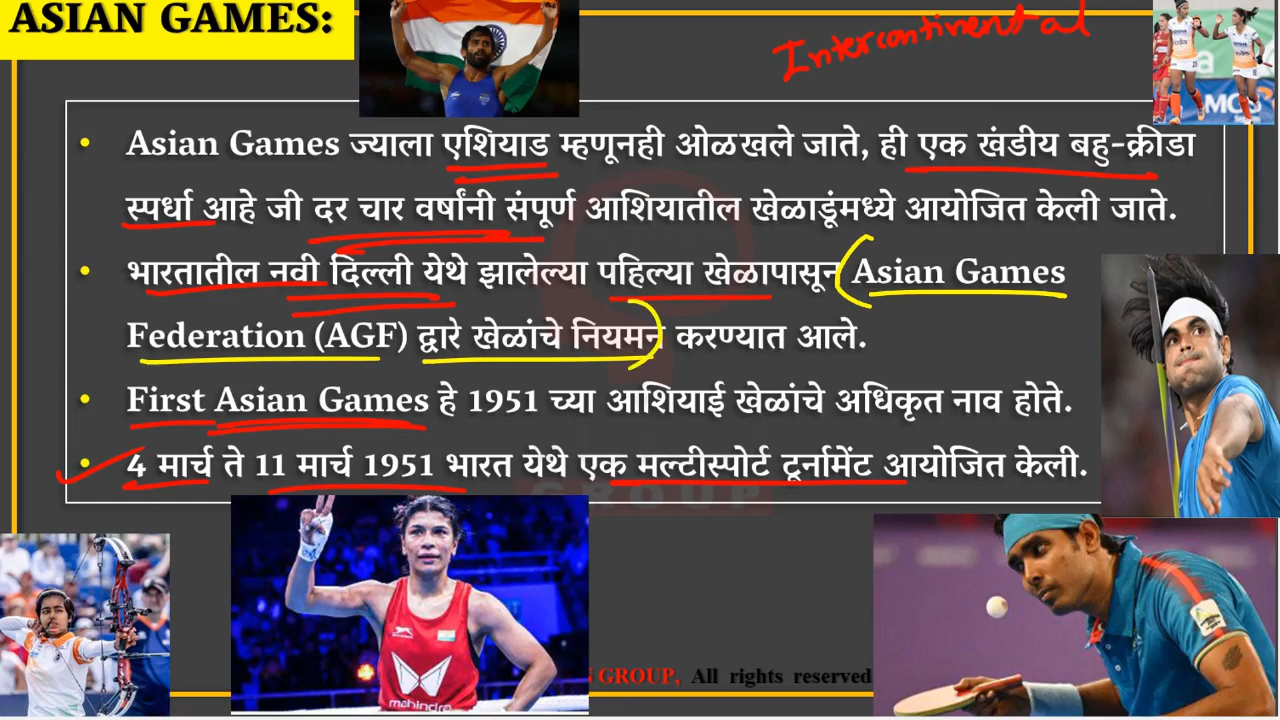 ASIAN GAMES:
Intercontinental
• Asian Games ज्याला एशियाड म्हणूनही ओळखले जाते, ही एक खंडीय बहु-क्रीडा
स्पर्धा आहे जी दर चार वर्षांनी संपूर्ण आशियातील खेळाडूंमध्ये आयोजित केली जाते.
• भारतातील नवी दिल्ली येथे झालेल्या पहिल्या खेळापासून Asian Games
Federation (AGF) द्वारे खेळांचे नियमन करण्यात आले.
• First Asian Games हे 1951 च्या आशियाई खेळांचे अधिकृत नाव होते.
• 4 मार्च ते 11 मार्च 1951 भारत येथे एक मल्टीस्पोर्ट टूर्नामेंट आयोजित केली.
GROUP
mahindra
GROUP, All rights reserved